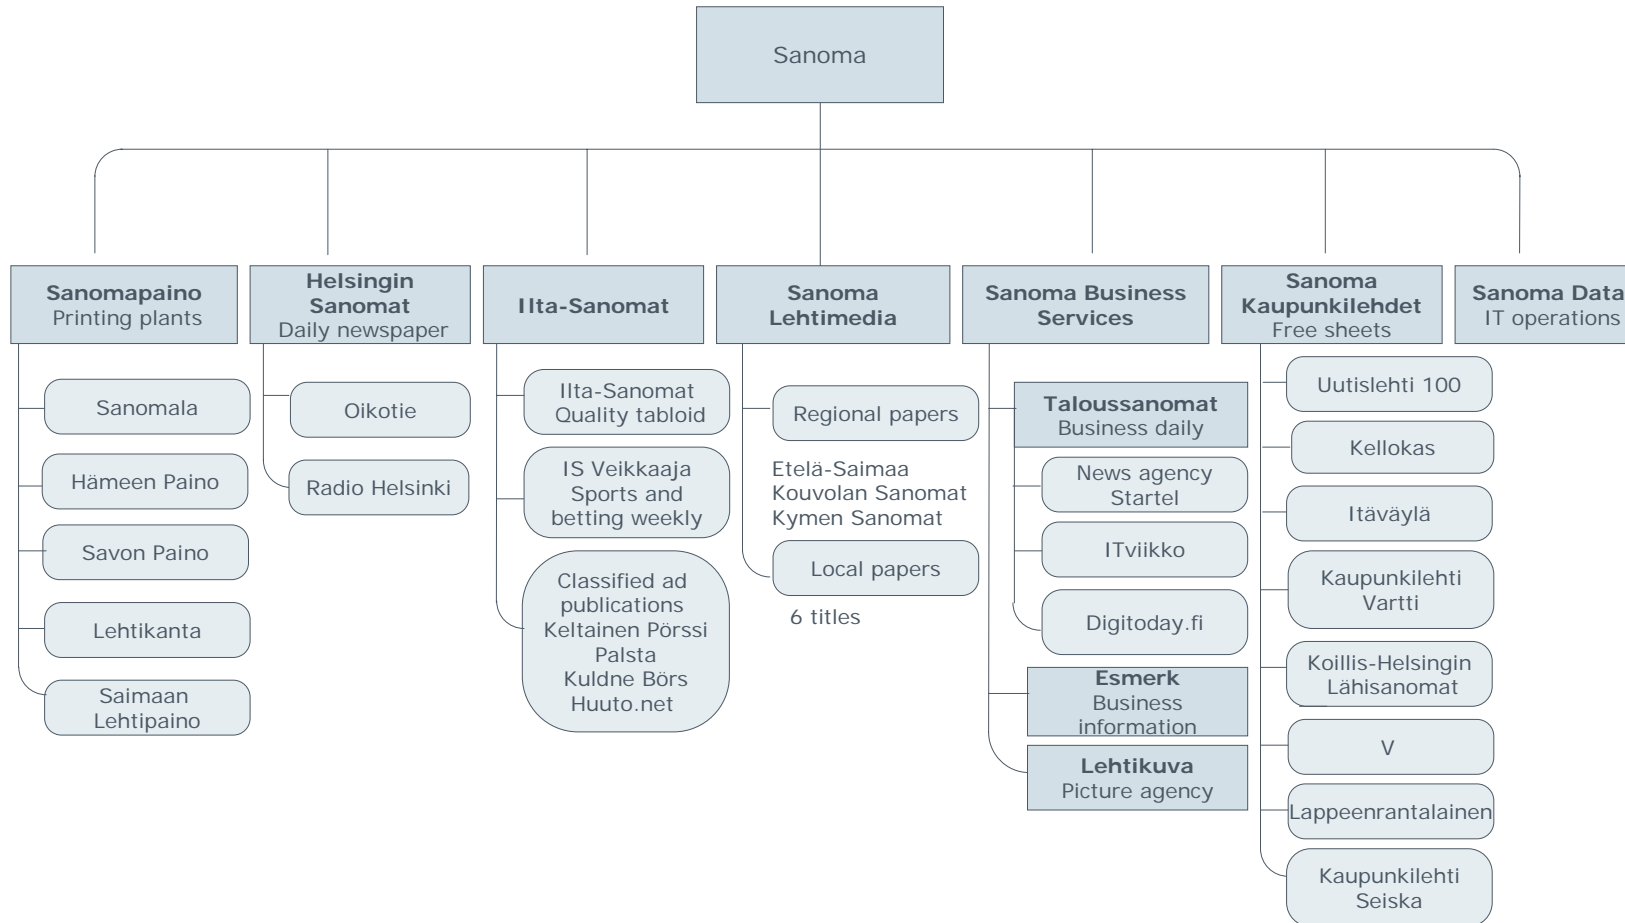 Sanoma
Sanomapaino
Printing plants
Sanomala
Hämeen Paino
Savon Paino
Lehtikanta
Saimaan
Lehtipaino
Helsingin
Sanomat
Daily newspaper
Oikotie
Radio Helsinki
Ilta-Sanomat
Ilta-Sanomat
Quality tabloid
IS Veikkaaja
Sports and
betting weekly
Classified ad
publications
Keltainen Pörssi
Palsta
Kuldne Börs
Huuto.net
Sanoma
Lehtimedia
Regional papers
Etelä-Saimaa
Kouvolan Sanomat
Kymen Sanomat
Local papers
6 titles
Sanoma Business
Services
Taloussanomat
Business daily
News agency
Startel
ITviikko
Digitoday.fi
Esmerk
Business
information
Lehtikuva
Picture agency
Sanoma
Kaupunkilehdet
Free sheets
Uutislehti 100
Kellokas
Itäväylä
Kaupunkilehti
Vartti
Koillis-Helsingin
Lähisanomat
V
Lappeenrantalainen
Kaupunkilehti
Seiska
Sanoma Data
IT operations